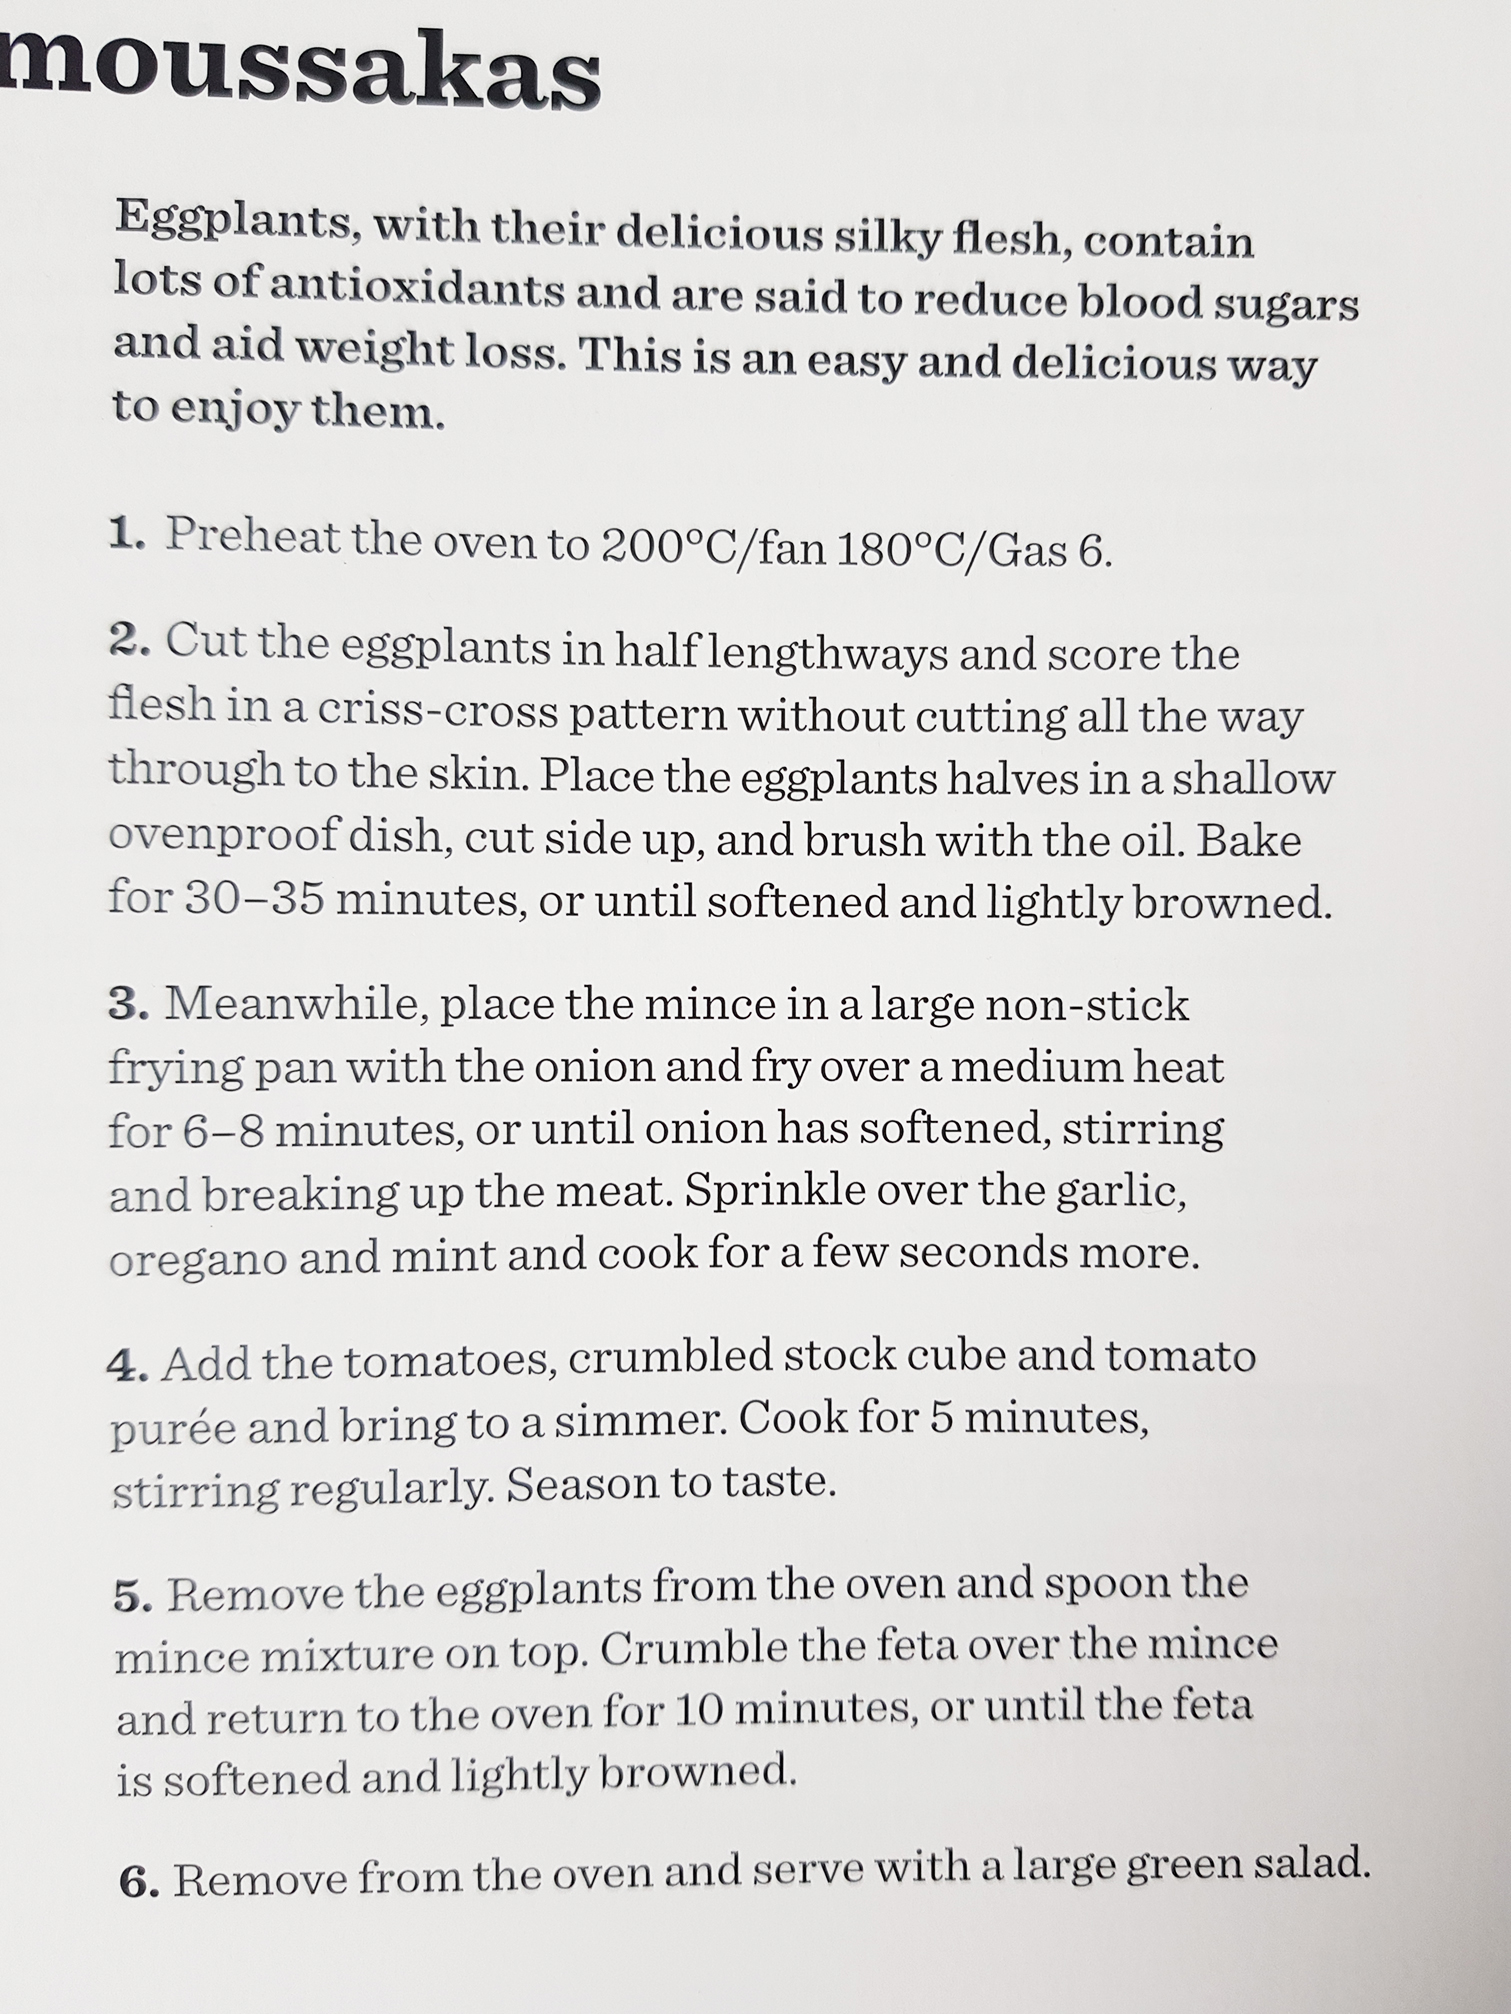 moussakas
Eggplants, with their delicious silky flesh, contain
lots of antioxidants and are said to reduce blood sugars
and aid weight loss. This is an easy and delicious way
to enjoy them.
1. Preheat the oven to 200°C/fan 180°C/Gas 6.
2. Cut the eggplants in half lengthways and score the
flesh in a criss-cross pattern without cutting all the way
through to the skin. Place the eggplants halves in a shallow
ovenproof dish, cut side up, and brush with the oil. Bake
for 30–35 minutes, or until softened and lightly browned.
3. Meanwhile, place the mince in a large non-stick
frying pan with the onion and fry over a medium heat
for 6–8 minutes, or until onion has softened, stirring
and breaking up the meat. Sprinkle over the garlic,
oregano and mint and cook for a few seconds more.
4. Add the tomatoes, crumbled stock cube and tomato
purée and bring to a simmer. Cook for 5 minutes,
stirring regularly. Season to taste.
5. Remove the eggplants from the oven and spoon the
mince mixture on top. Crumble the feta over the mince
and return to the oven for 10 minutes, or until the feta
is softened and lightly browned.
6. Remove from the oven and serve with a large green salad.